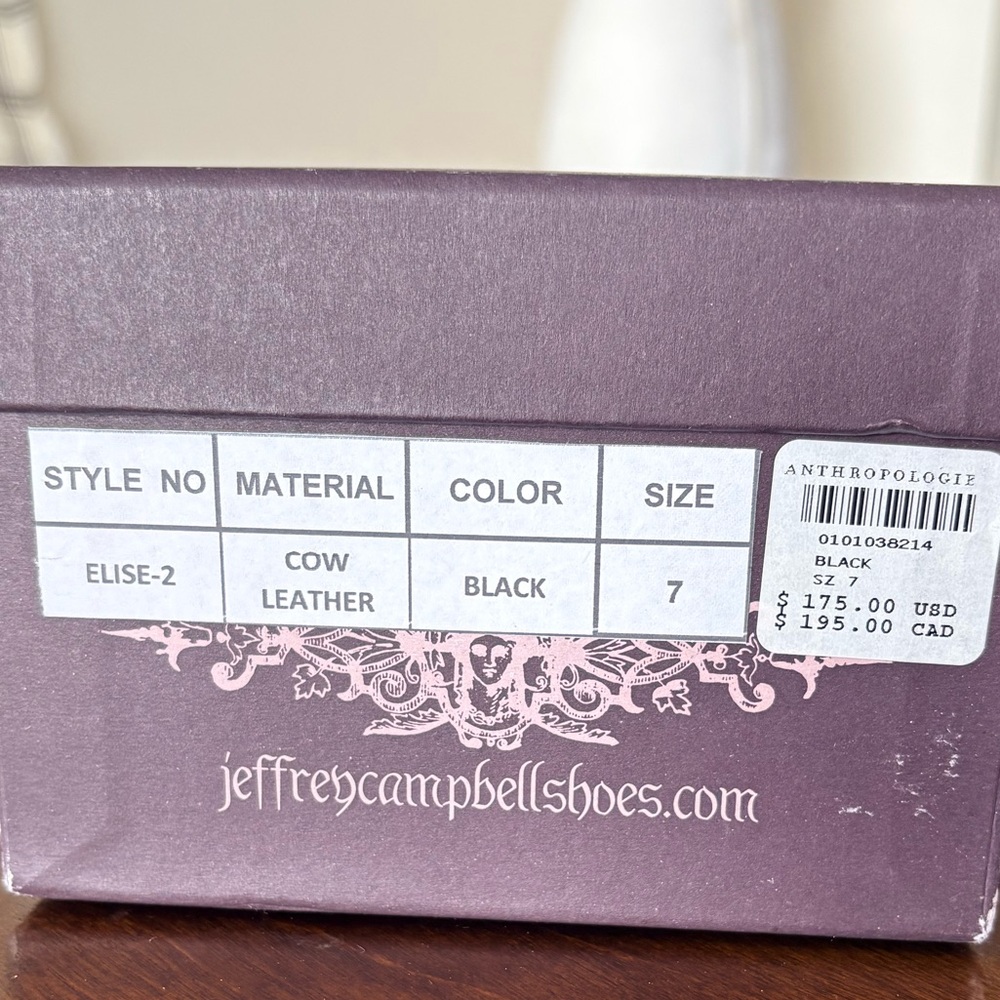 STYLE NO MATERIAL COLOR SIZE
ELISE-2 COW LEATHER BLACK 7
ANTHROPOLOGIE
0101038214
BLACK
SZ 7
$ 175.00 USD
$ 195.00 CAD
jeffreycampbellshoes.com